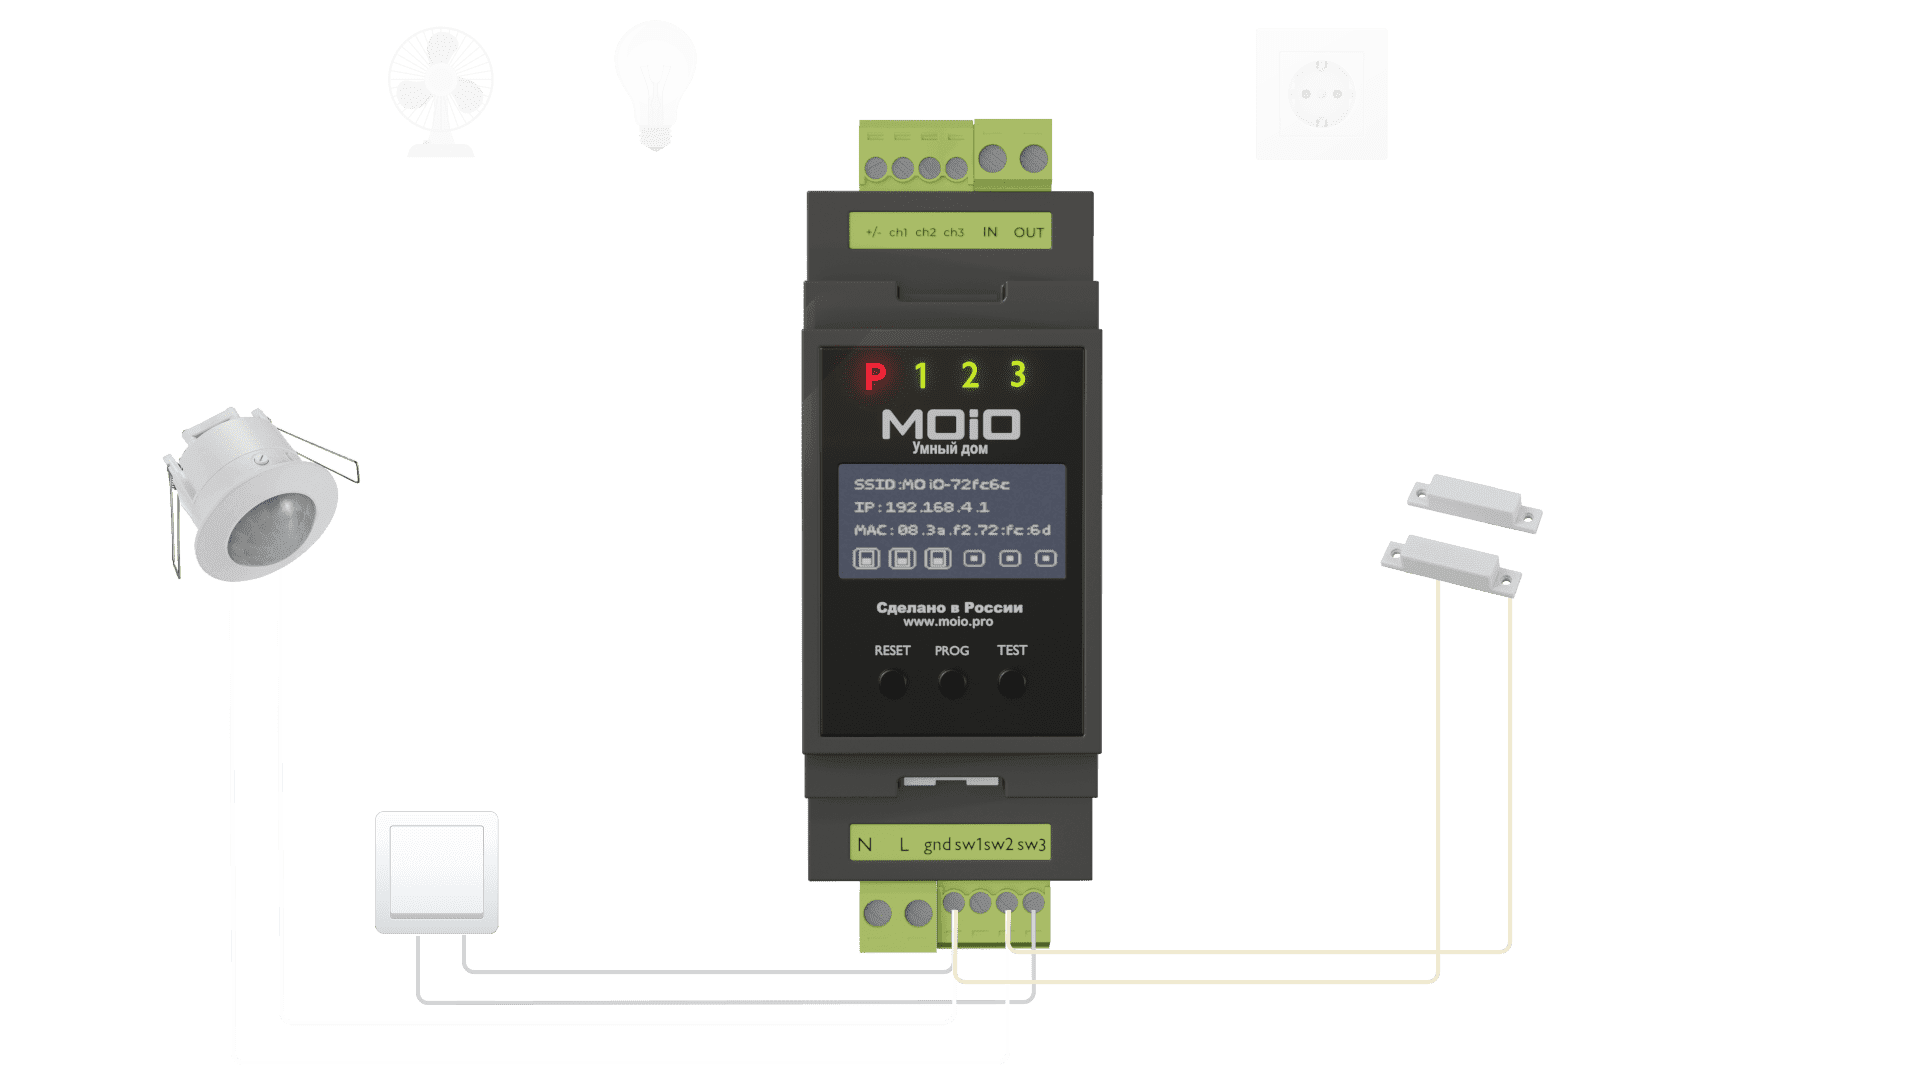 +/- ch1 ch2 ch3 IN OUT
P 1 2 3
MOiO
Умный дом
SSID:MOiO-72fc6c
IP:192.168.4.1
MAC:08.3a.f2.72:fc:6d
Сделано в России
www.moio.pro
RESET PROG TEST
N L gnd sw1 sw2 sw3